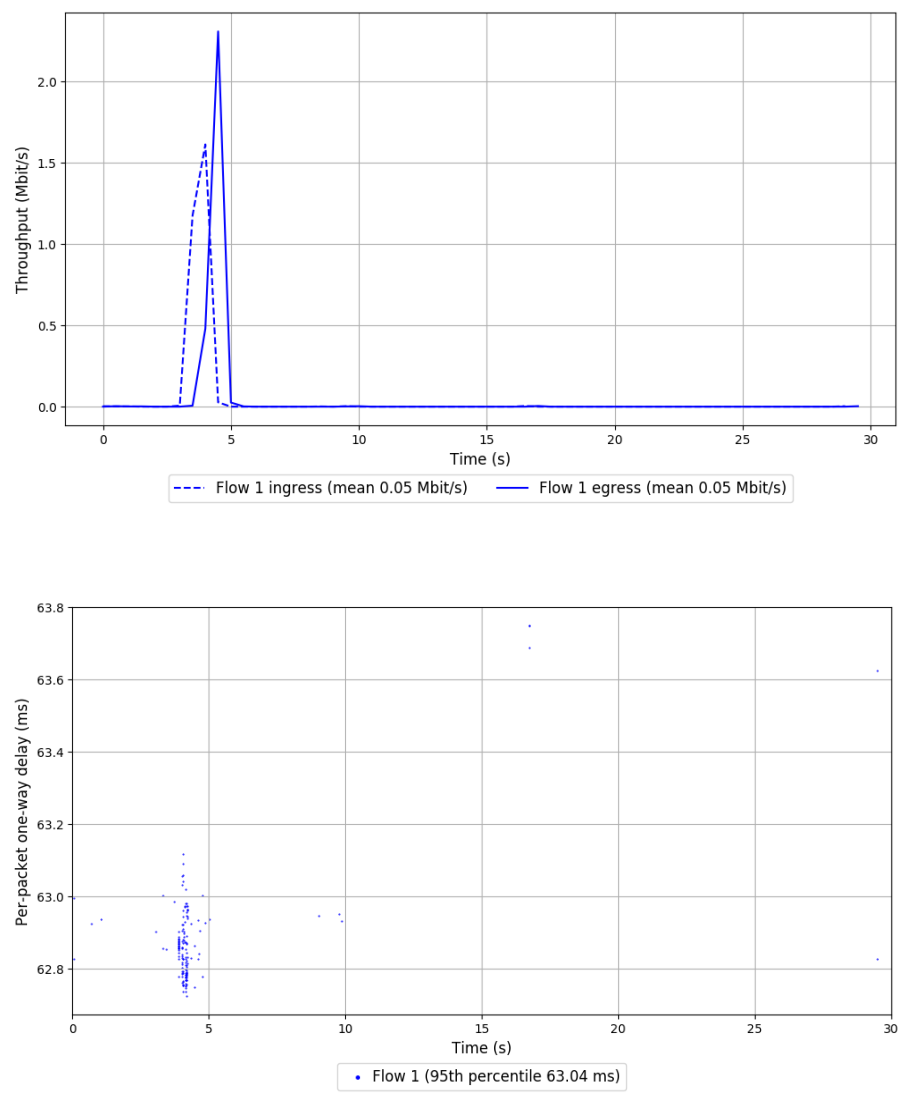 2.0
1.5
1.0
0.5
0.0
Throughput (Mbit/s)
0 5 10 15 20 25 30
Time (s)
Flow 1 ingress (mean 0.05 Mbit/s) Flow 1 egress (mean 0.05 Mbit/s)
63.8
63.6
63.4
63.2
63.0
62.8
Per-packet one-way delay (ms)
0 5 10 15 20 25 30
Time (s)
Flow 1 (95th percentile 63.04 ms)